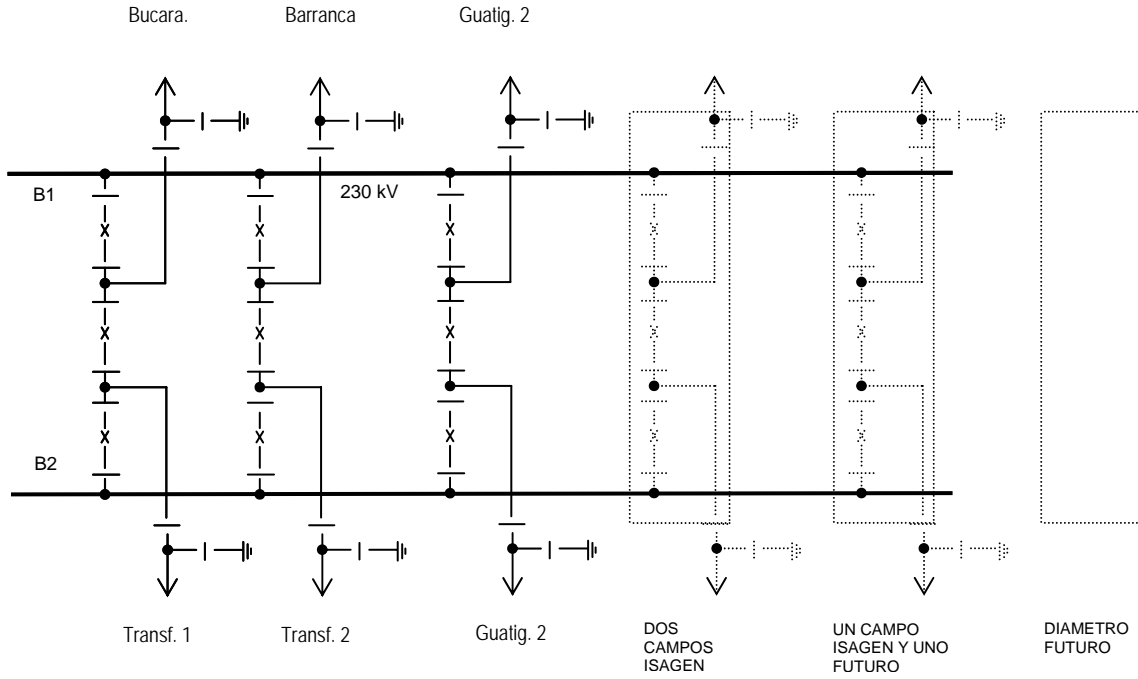 Bucara.
Barranca
Guatig. 2
B1
230 kV
B2
Transf. 1
Transf. 2
Guatig. 2
DOS
CAMPOS
ISAGEN
UN CAMPO
ISAGEN Y UNO
FUTURO
DIAMETRO
FUTURO